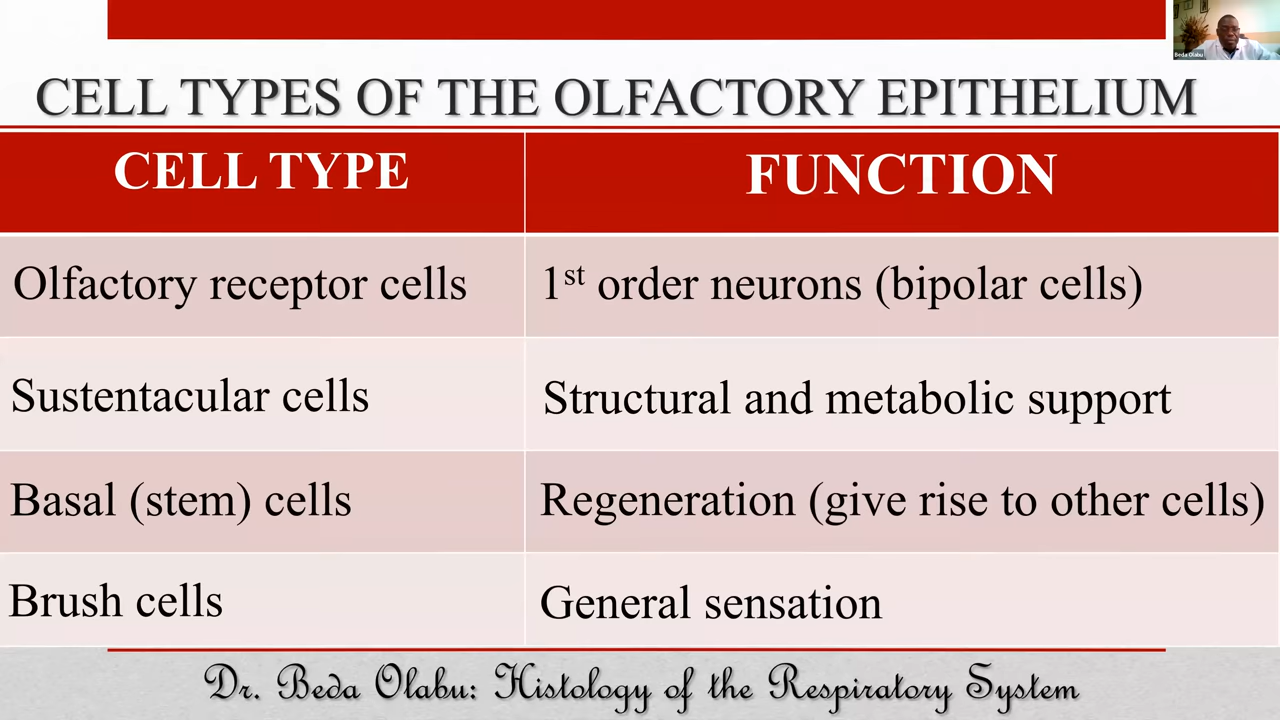 Beda Olabu
CELL TYPES OF THE OLFACTORY EPITHELIUM
CELL TYPE
FUNCTION
Olfactory receptor cells
1st order neurons (bipolar cells)
Sustentacular cells
Structural and metabolic support
Basal (stem) cells
Regeneration (give rise to other cells)
Brush cells
General sensation
Dr. Beda Olabu: Histology of the Respiratory System